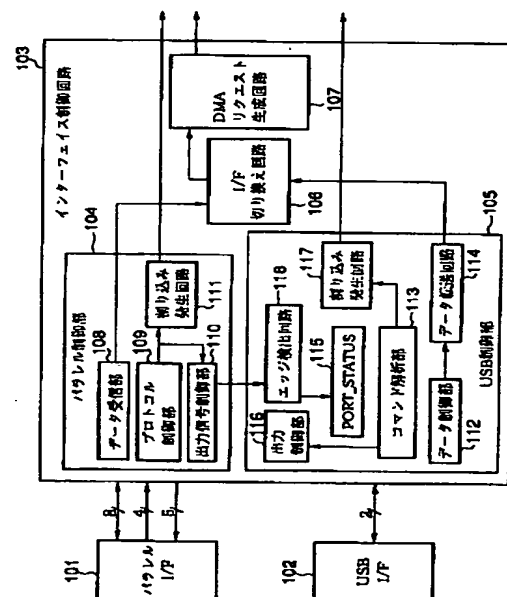 103
インターフェイス制御回路
104
パラレル制御部
108
データ受信部
109
プロトコル
制御部
割り込み
発生回路
111
110
出力信号制御部
I/F
切り換え回路
106
DMA
リクエスト
生成回路
107
105
118
エッジ検出回路
117
割り込み
発生回路
115
PORT_STATUS
116
出力
制御部
コマンド解析部
113
データ転送回路
114
データ制御部
112
USB制御部
101
パラレル
I/F
8
4
5
102
USB
I/F
2